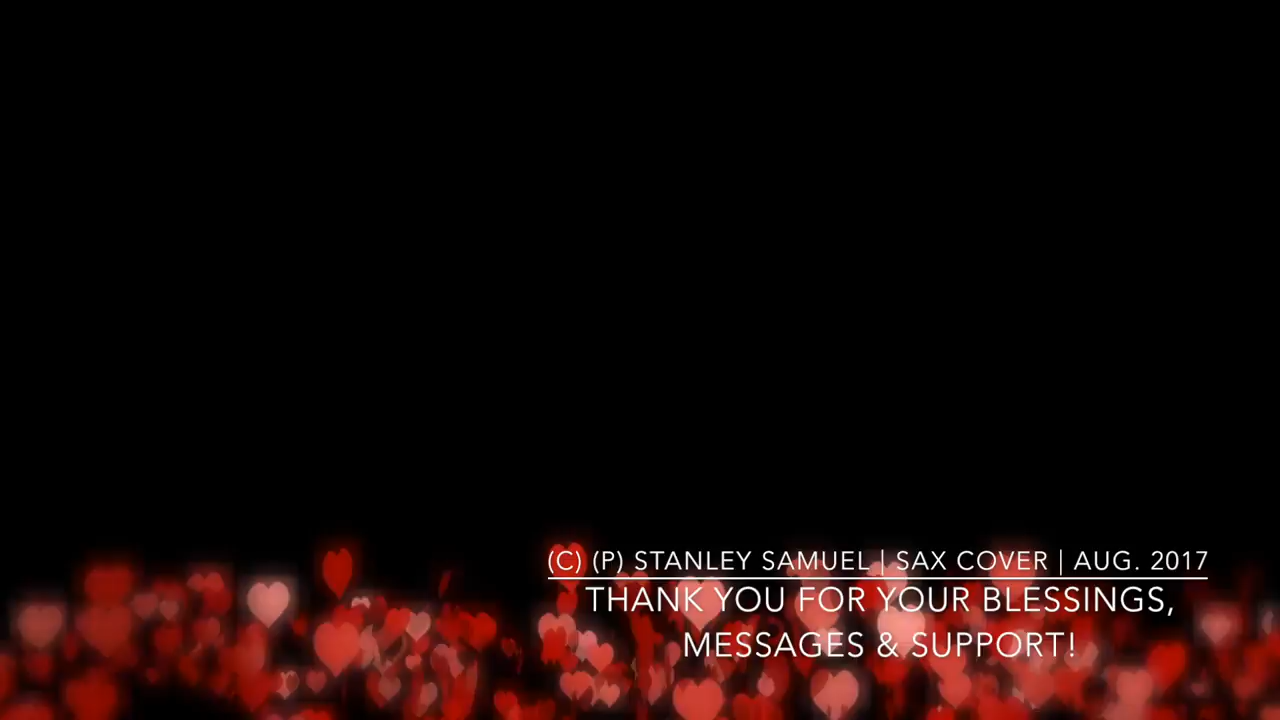 (C) (P) STANLEY SAMUEL | SAX COVER | AUG. 2017
THANK YOU FOR YOUR BLESSINGS,
MESSAGES & SUPPORT!